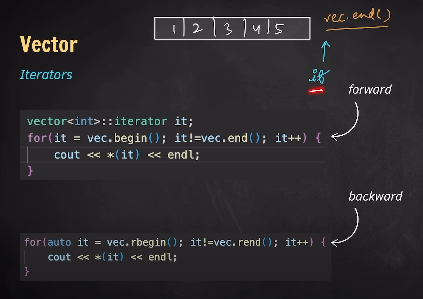 vec.end()
1 2 3 4 5
Vector
Iterators
it
forward
vector<int>::iterator it;
for(it = vec.begin(); it!=vec.end(); it++) {
cout << *(it) << endl;
}
backward
for(auto it = vec.rbegin(); it!=vec.rend(); it++) {
cout << *(it) << endl;
}